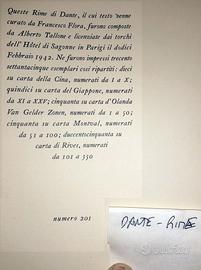 Queste Rime di Dante, il cui testo venne
curato da Francesco Flora, furono composte
da Alberto Tallone e licenziate dai torchi
dell' Hôtel di Sagonne in Parigi il dodici
Febbraio 1942. Ne furono impressi trecento
settantacinque esemplari così ripartiti: dieci
su carta della Cina, numerati da I a X;
quindici su carta del Giappone, numerati
da XI a XXV; cinquanta su carta d'Olanda
Van Gelder Zonen, numerati da 1 a 50;
cinquanta su carta Montval, numerati
da 51 a 100; duecentocinquanta su
carta di Rives, numerati
da 101 a 350
numero 201
DANTE - RIME
subito